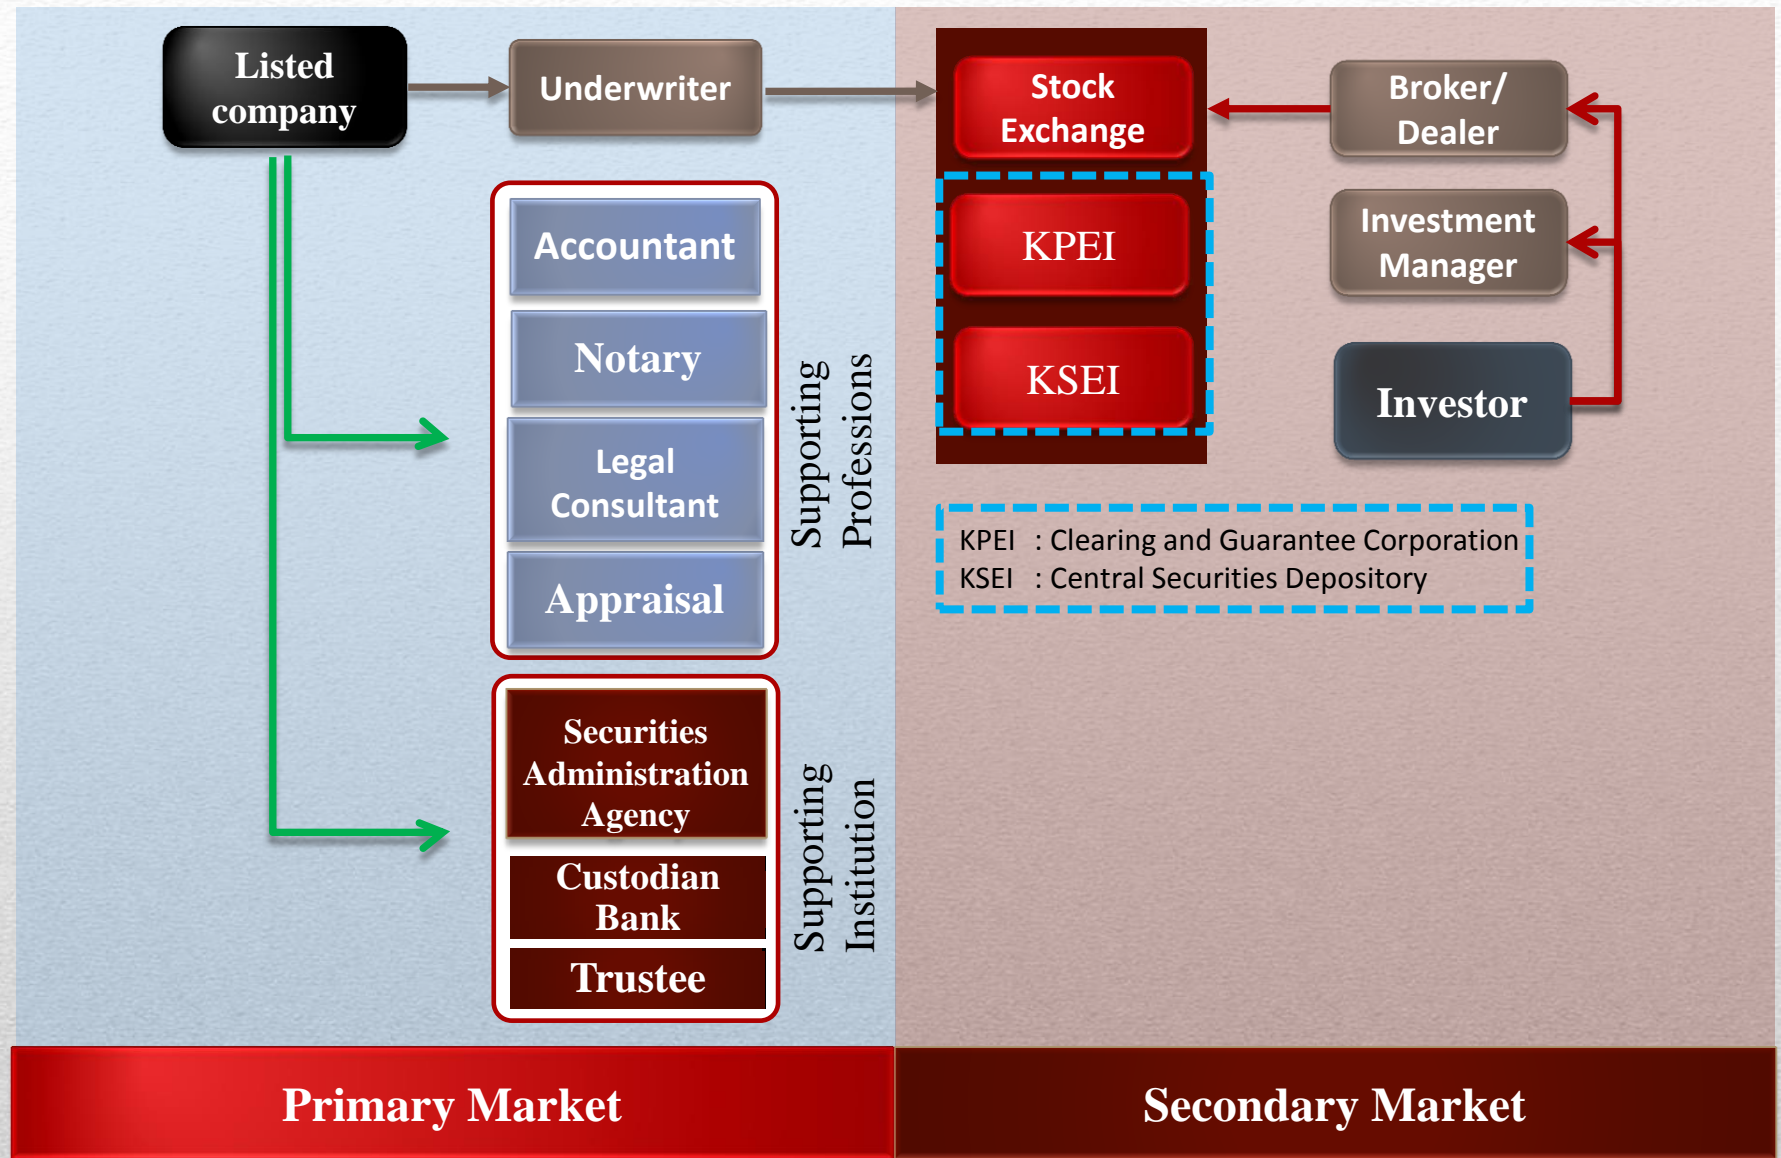 Listed
company
Underwriter
Accountant
Notary
Legal
Consultant
Appraisal
Supporting
Professions
Securities
Administration
Agency
Custodian
Bank
Trustee
Supporting
Institution
Primary Market
Stock
Exchange
KPEI
KSEI
Broker/
Dealer
Investment
Manager
Investor
KPEI : Clearing and Guarantee Corporation
KSEI : Central Securities Depository
Secondary Market